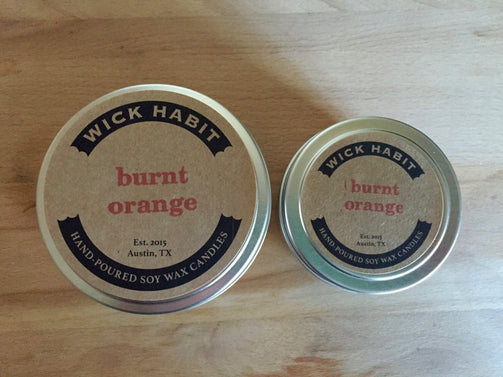 WICK HABIT
burnt
orange
Est. 2015
Austin, TX
HAND-POURED SOY WAX CANDLES
WICK HABIT
burnt
orange
Est. 2015
Austin, TX
HAND-POURED SOY WAX CANDLES